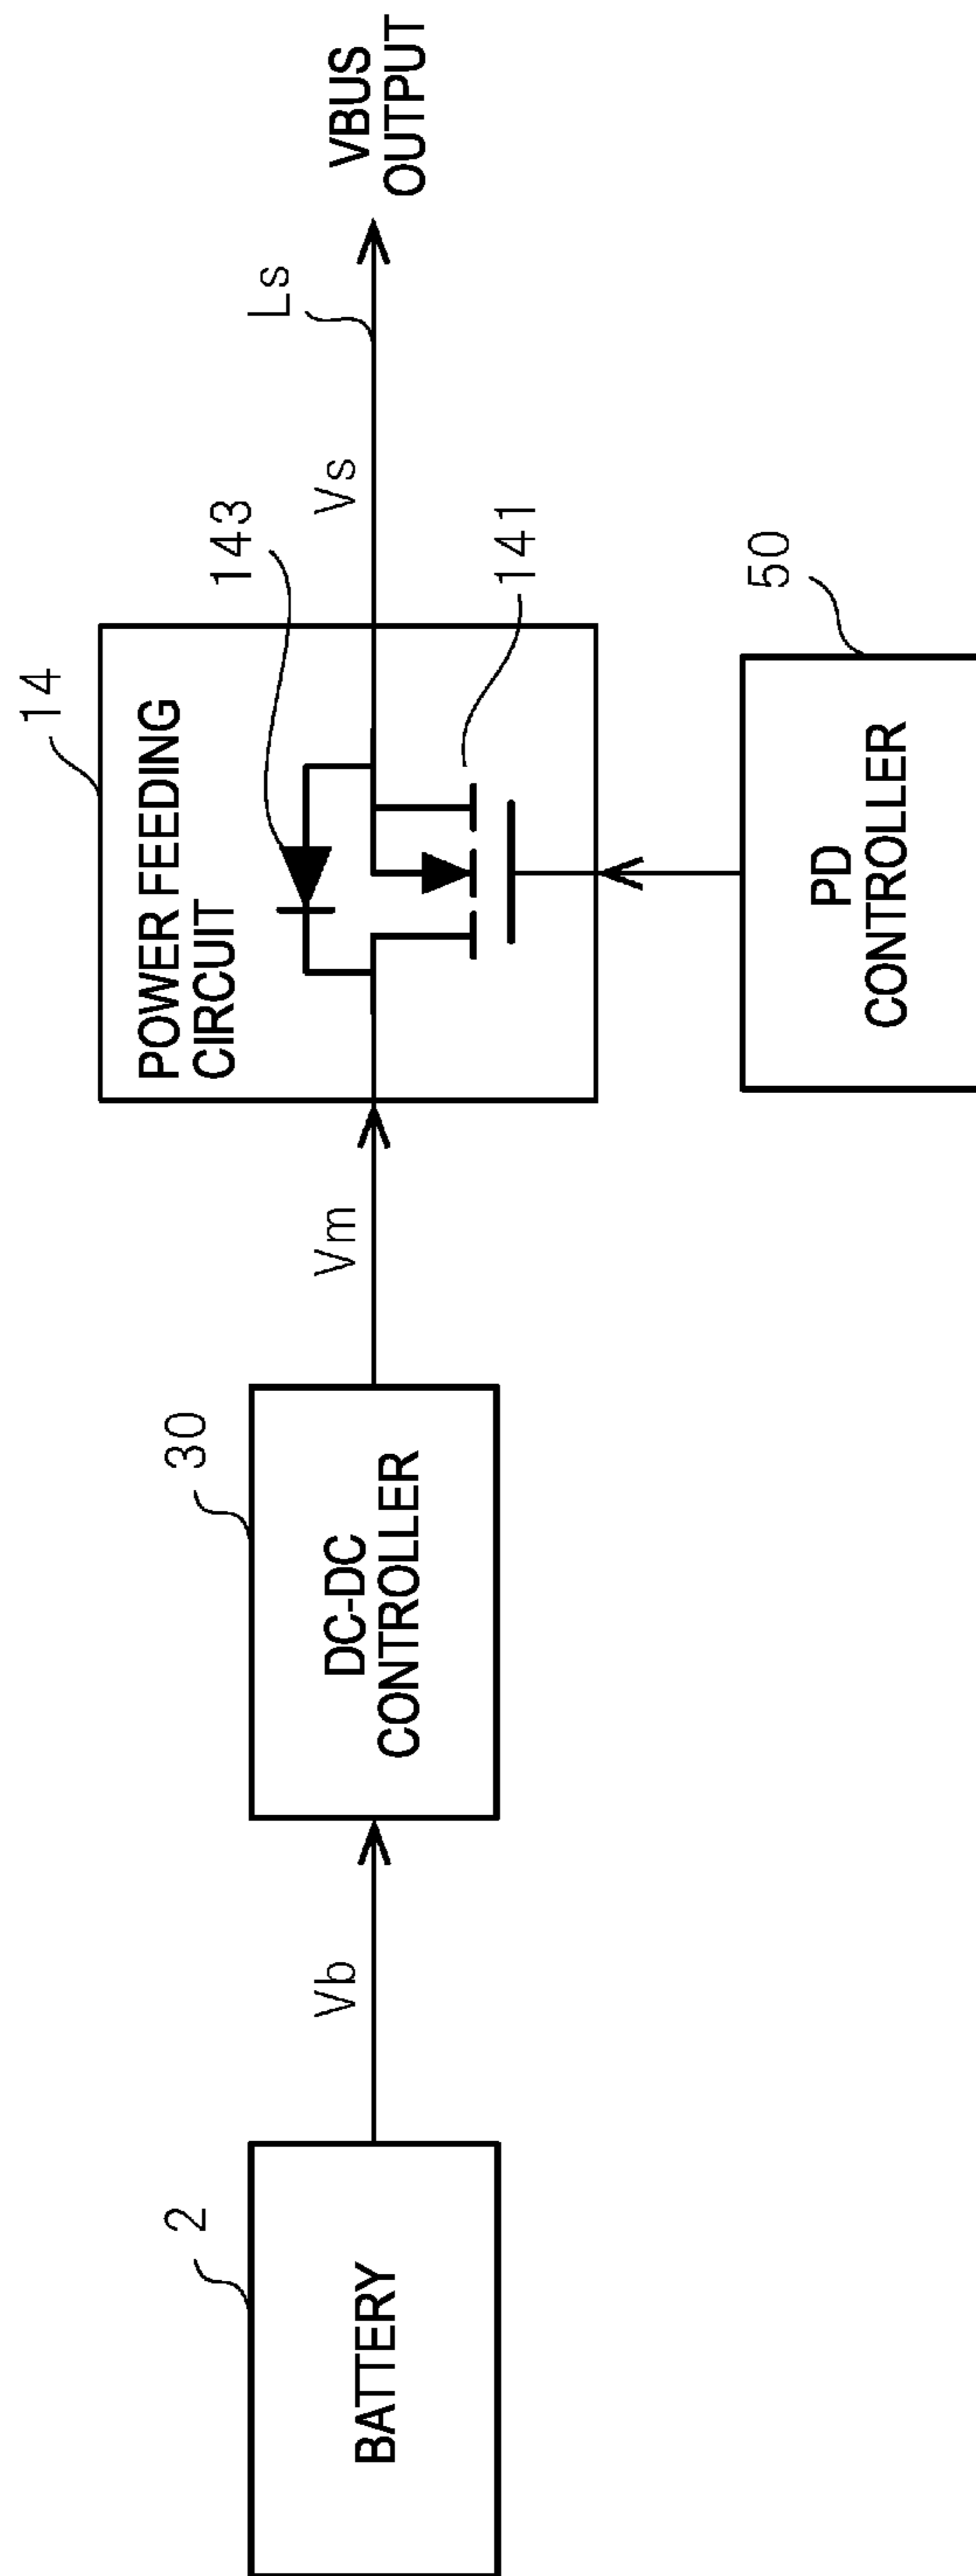 2
BATTERY
Vb
30
DC-DC
CONTROLLER
Vm
14
POWER FEEDING
CIRCUIT
143
141
Vs
Ls
VBUS
OUTPUT
50
PD
CONTROLLER